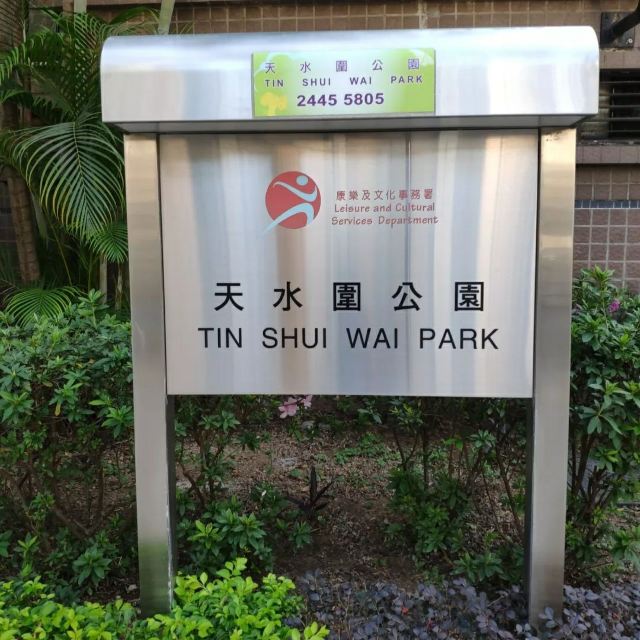 天水圍公園
TIN SHUI WAI PARK
2445 5805
康樂及文化事務署
Leisure and Cultural
Services Department
天水圍公園
TIN SHUI WAI PARK